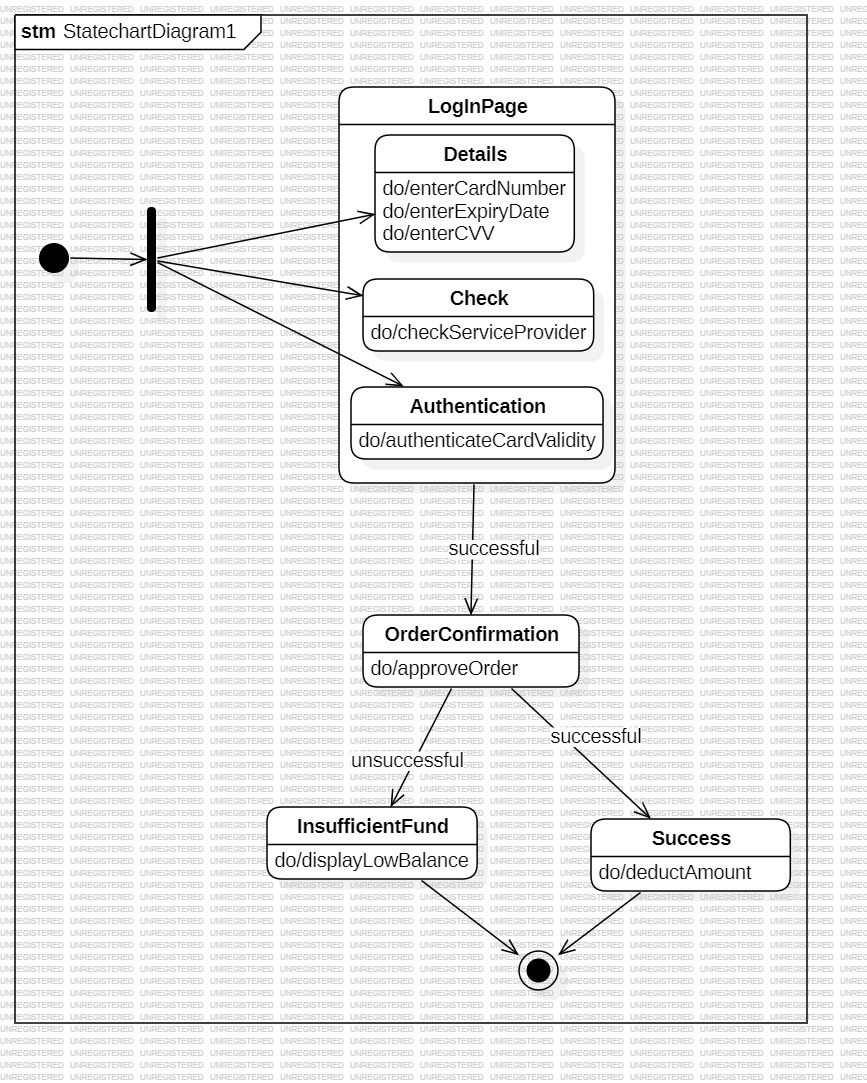 stm StatechartDiagram1
LogInPage
Details
do/enterCardNumber
do/enterExpiryDate
do/enterCVV
Check
do/checkServiceProvider
Authentication
do/authenticateCardValidity
successful
OrderConfirmation
do/approveOrder
successful
unsuccessful
InsufficientFund
do/displayLowBalance
Success
do/deductAmount
UNREGISTERED